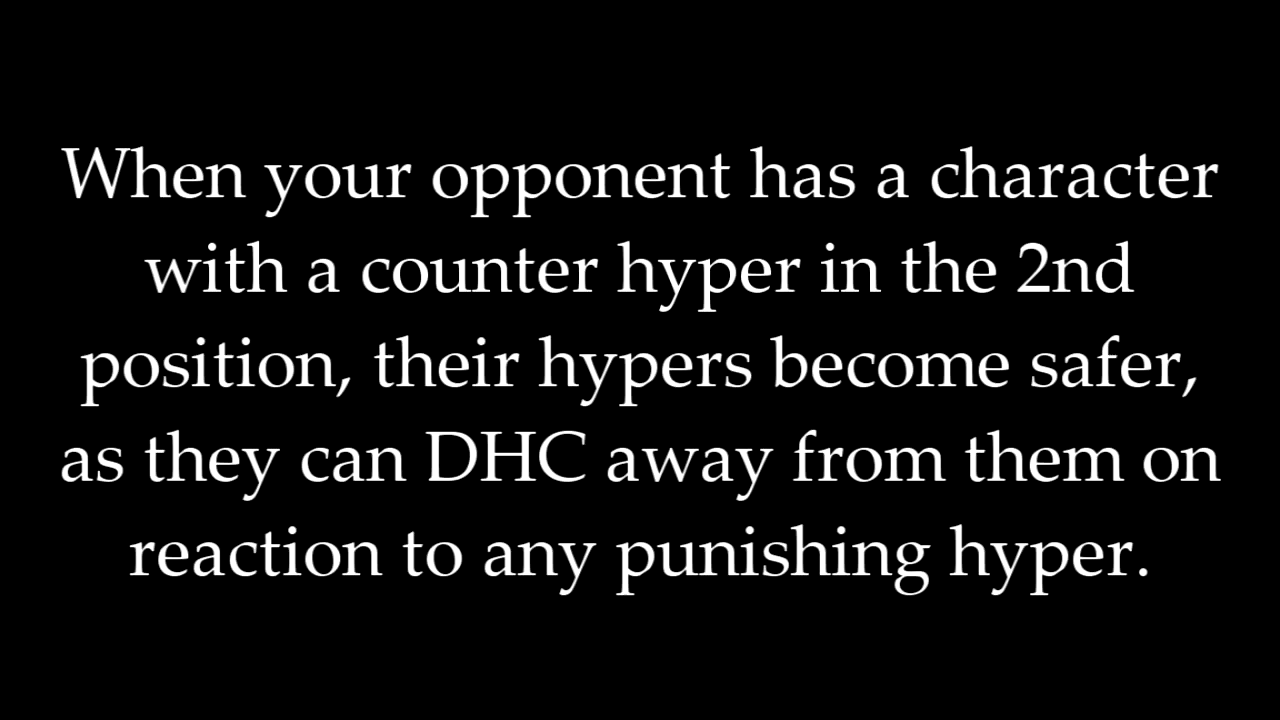 When your opponent has a character
with a counter hyper in the 2nd
position, their hypers become safer,
as they can DHC away from them on
reaction to any punishing hyper.